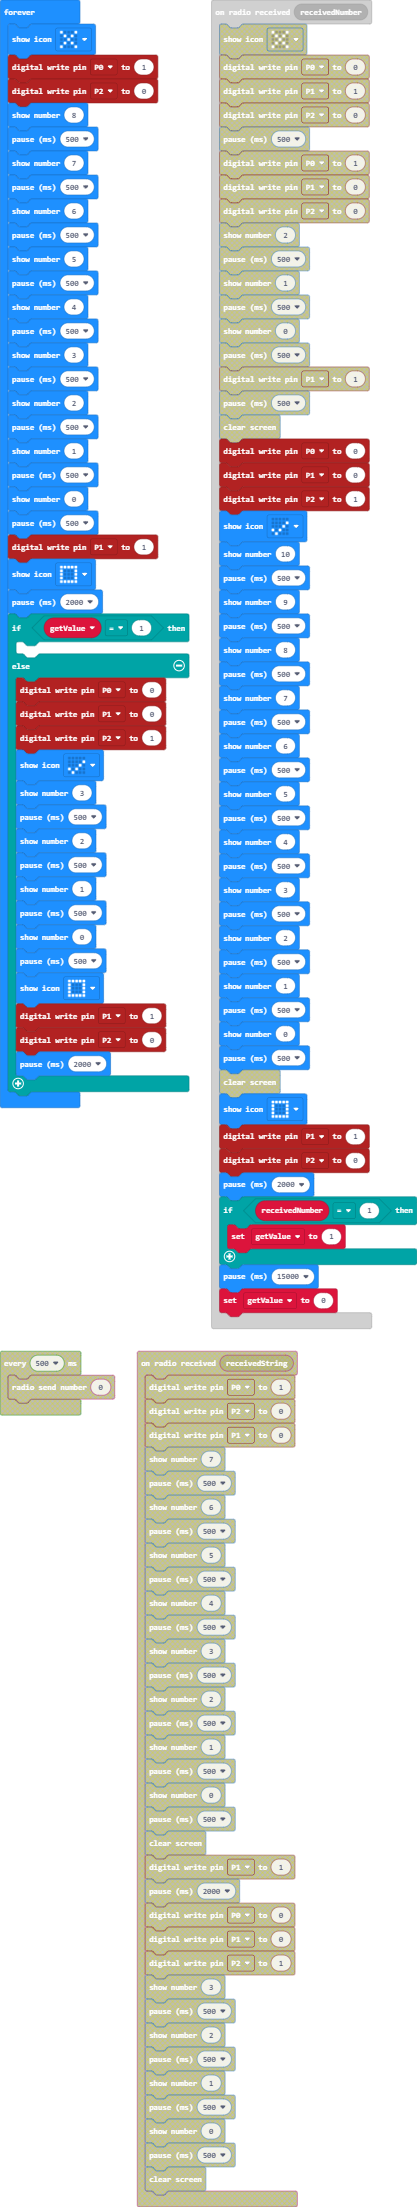 forever
show icon
digital write pin P0 to 1
digital write pin P2 to 0
show number 8
pause (ms) 500
show number 7
pause (ms) 500
show number 6
pause (ms) 500
show number 5
pause (ms) 500
show number 4
pause (ms) 500
show number 3
pause (ms) 500
show number 2
pause (ms) 500
show number 1
pause (ms) 500
show number 0
pause (ms) 500
digital write pin P1 to 1
show icon
pause (ms) 2000
if getValue = 1 then
else
digital write pin P0 to 0
digital write pin P1 to 0
digital write pin P2 to 1
show icon
show number 3
pause (ms) 500
show number 2
pause (ms) 500
show number 1
pause (ms) 500
show number 0
pause (ms) 500
show icon
digital write pin P1 to 1
digital write pin P2 to 0
pause (ms) 2000
on radio received receivedNumber
show icon
digital write pin P0 to 0
digital write pin P1 to 1
digital write pin P2 to 0
pause (ms) 500
digital write pin P0 to 1
digital write pin P1 to 0
digital write pin P2 to 0
show number 2
pause (ms) 500
show number 1
pause (ms) 500
show number 0
pause (ms) 500
digital write pin P1 to 1
pause (ms) 500
clear screen
digital write pin P0 to 0
digital write pin P1 to 0
digital write pin P2 to 1
show icon
show number 10
pause (ms) 500
show number 9
pause (ms) 500
show number 8
pause (ms) 500
show number 7
pause (ms) 500
show number 6
pause (ms) 500
show number 5
pause (ms) 500
show number 4
pause (ms) 500
show number 3
pause (ms) 500
show number 2
pause (ms) 500
show number 1
pause (ms) 500
show number 0
pause (ms) 500
clear screen
show icon
digital write pin P1 to 1
digital write pin P2 to 0
pause (ms) 2000
if receivedNumber = 1 then
set getValue to 1
pause (ms) 15000
set getValue to 0
every 500 ms
radio send number 0
on radio received receivedString
digital write pin P0 to 1
digital write pin P2 to 0
digital write pin P1 to 0
show number 7
pause (ms) 500
show number 6
pause (ms) 500
show number 5
pause (ms) 500
show number 4
pause (ms) 500
show number 3
pause (ms) 500
show number 2
pause (ms) 500
show number 1
pause (ms) 500
show number 0
pause (ms) 500
clear screen
digital write pin P1 to 1
pause (ms) 2000
digital write pin P0 to 0
digital write pin P1 to 0
digital write pin P2 to 1
show number 3
pause (ms) 500
show number 2
pause (ms) 500
show number 1
pause (ms) 500
show number 0
pause (ms) 500
clear screen